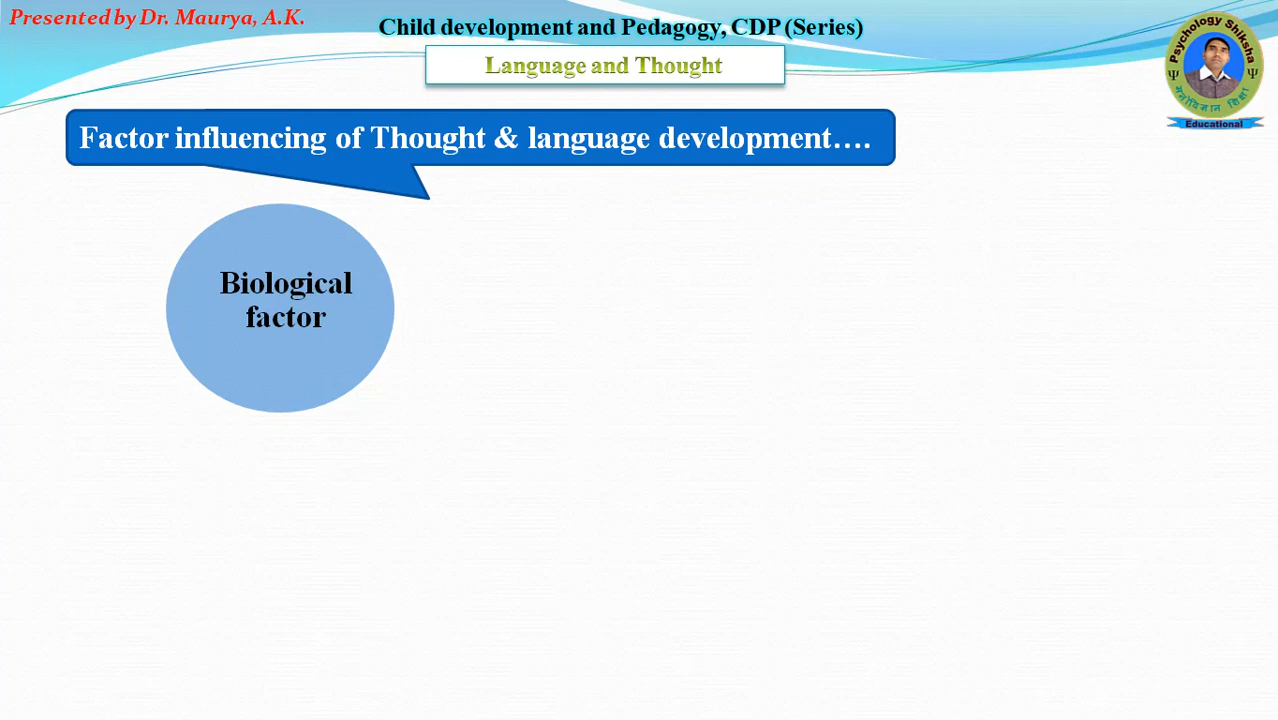 Presented by Dr. Maurya, A.K.
Child development and Pedagogy, CDP (Series)
Language and Thought
Psychology Shiksha
Ψ Ψ
मनोविज्ञान शिक्षा
Educational
Factor influencing of Thought & language development….
Biological
factor